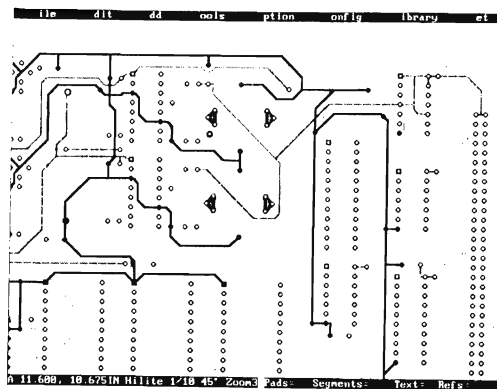 ile dit dd ools ption onfig ibrary et
A 11.600, 10.675IN Hilite 1/10 45° Zoom3 Pads: Segments: Text: Refs: